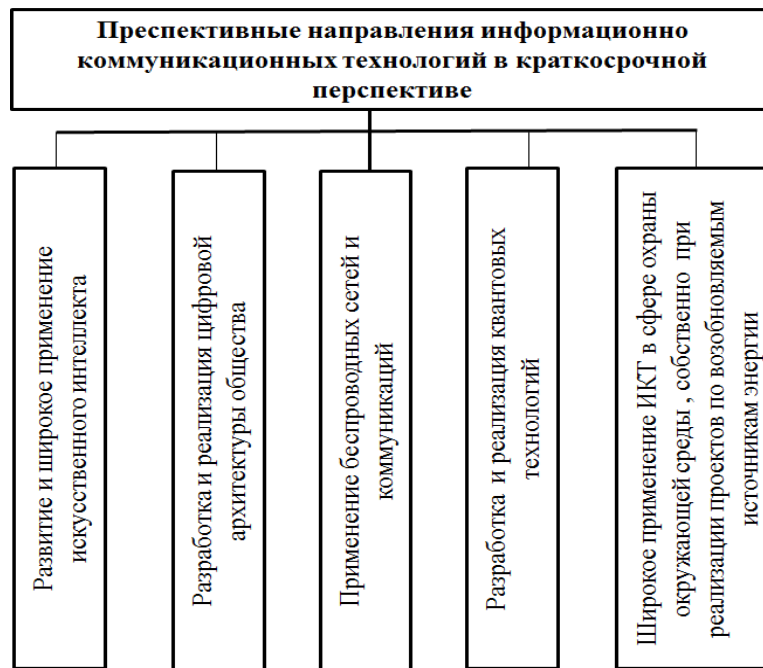 Преспективные направления информационно
коммуникационных технологий в краткосрочной
перспективе
Развитие и широкое применение
искусственного интеллекта
Разработка и реализация цифровой
архитектуры общества
Применение беспроводных сетей и
коммуникаций
Разработка и реализация квантовых
технологий
Широкое применение ИКТ в сфере охраны
окружающей среды , собственно при
реализации проектов по возобновляемым
источникам энергии